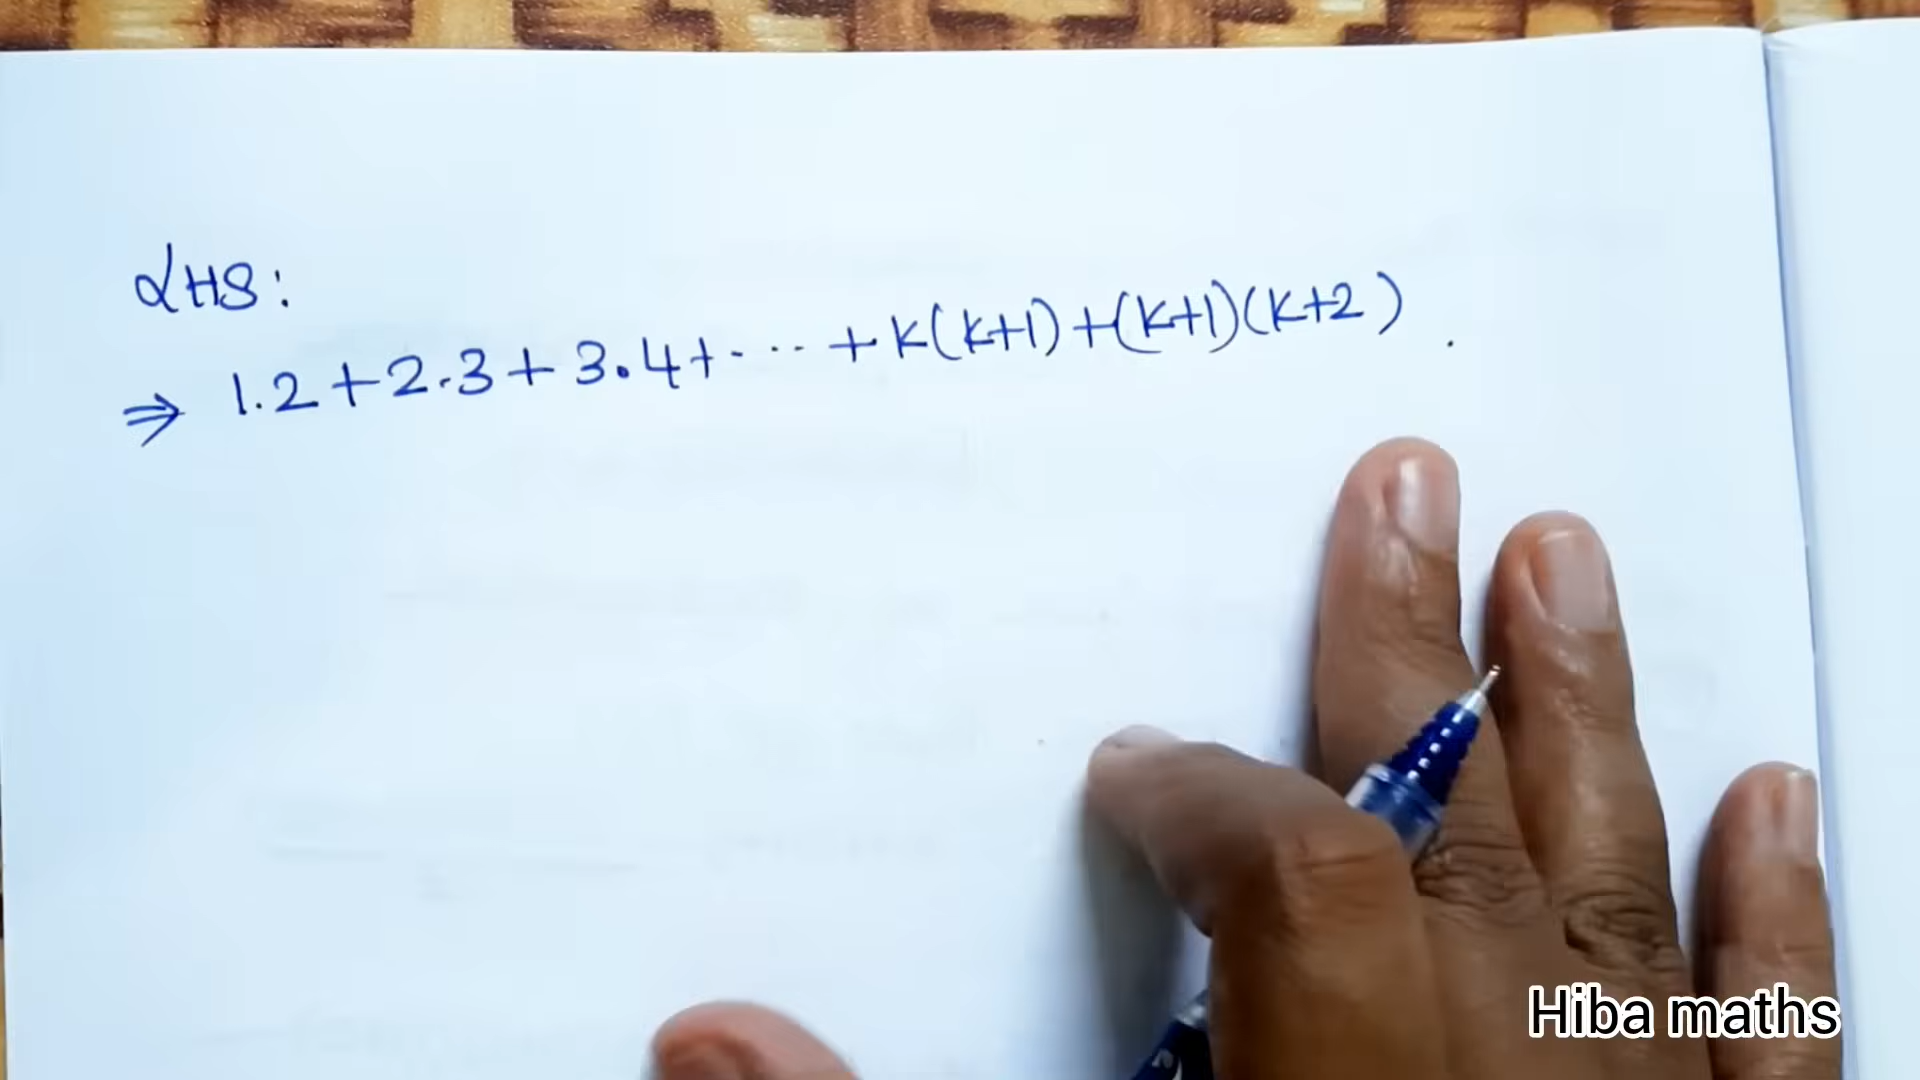 LHS:
⇒ 1.2+2.3+3.4+....+k(k+1)+(k+1)(k+2).
Hiba maths